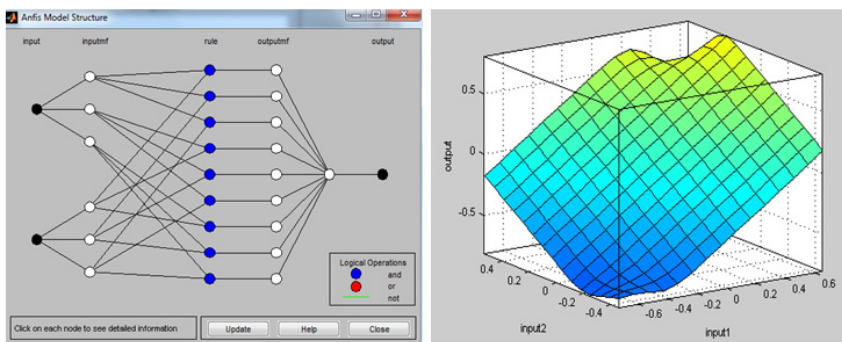 Anfis Model Structure
input inputmf rule outputmf output
Logical Operations
and
or
not
Click on each node to see detailed information
Update Help Close
output
0.5
0
-0.5
0.4
0.2
0
-0.2
-0.4
input2
-0.6
-0.4
-0.2
0
0.2
0.4
0.6
input1